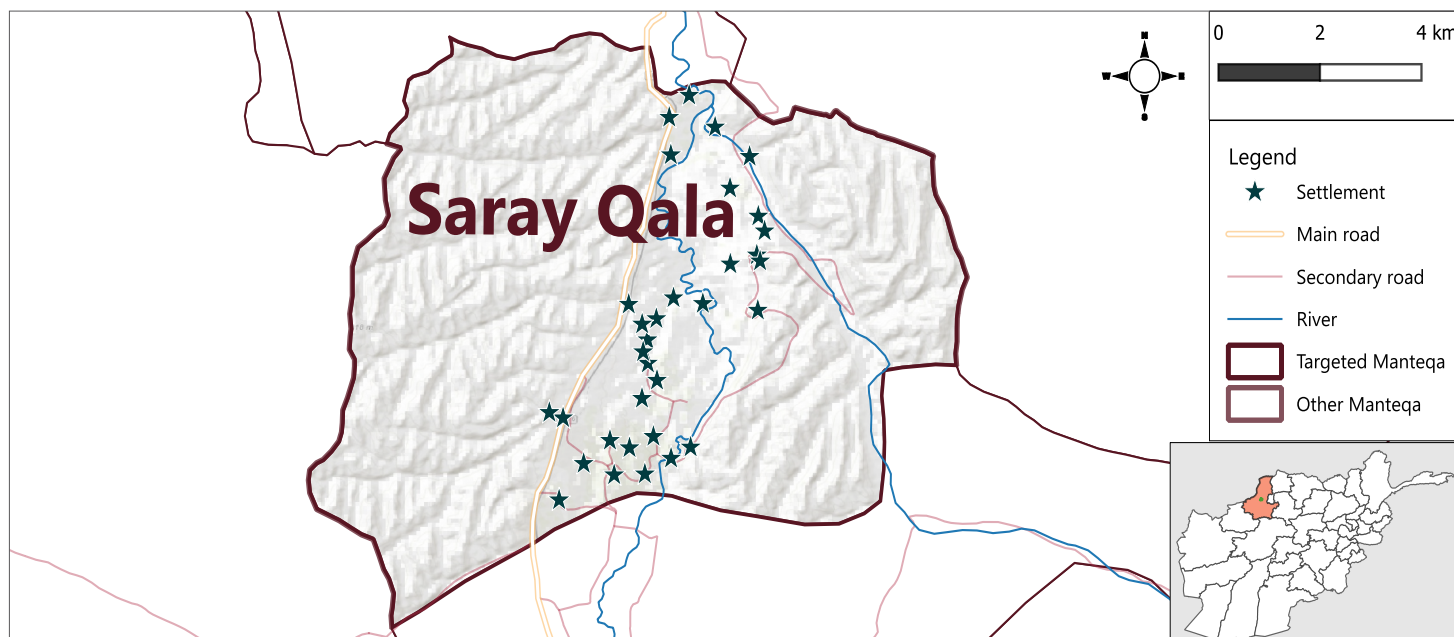 0 2 4 km
N
Legend
Settlement
Saray Qala
Main road
Secondary road
River
Targeted Manteqa
Other Manteqa